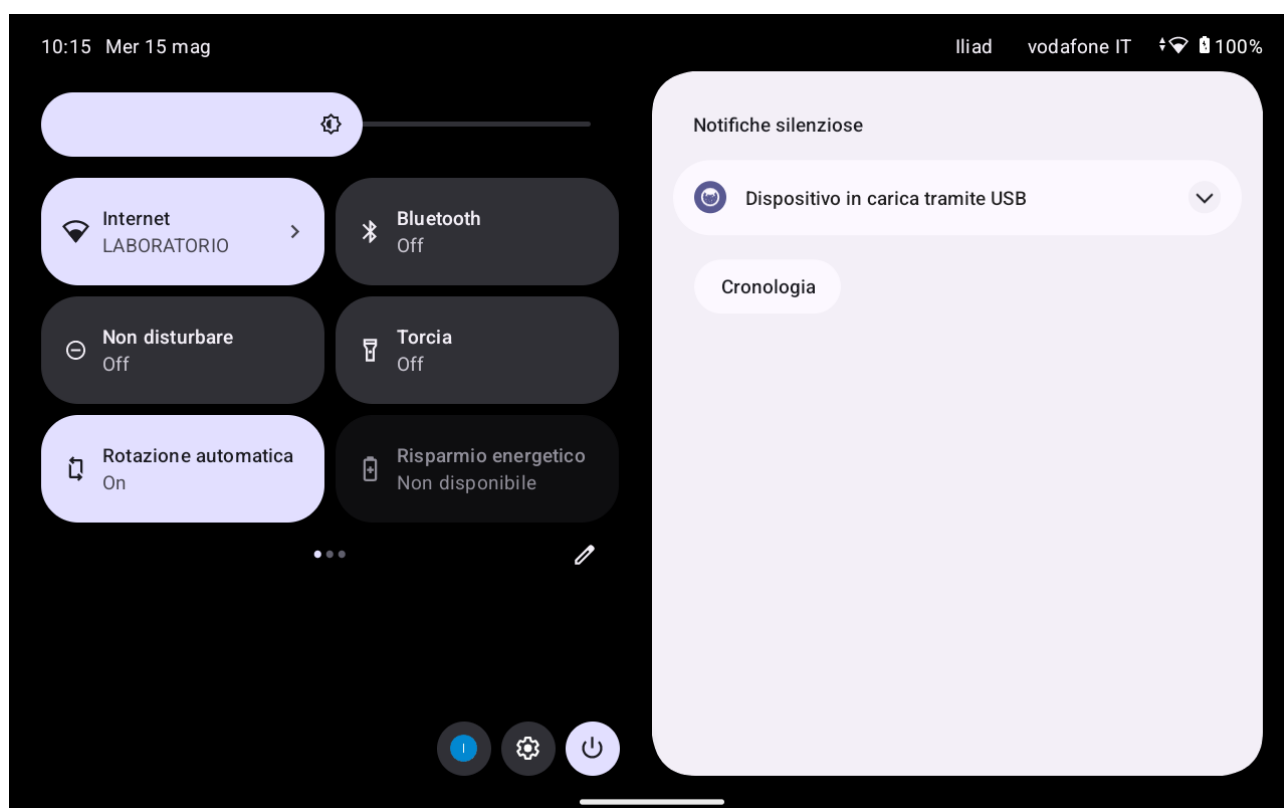 10:15 Mer 15 mag
Iliad vodafone IT 100%
Internet
LABORATORIO
Bluetooth
Off
Non disturbare
Off
Torcia
Off
Rotazione automatica
On
Risparmio energetico
Non disponibile
I
Notifiche silenziose
Dispositivo in carica tramite USB
Cronologia